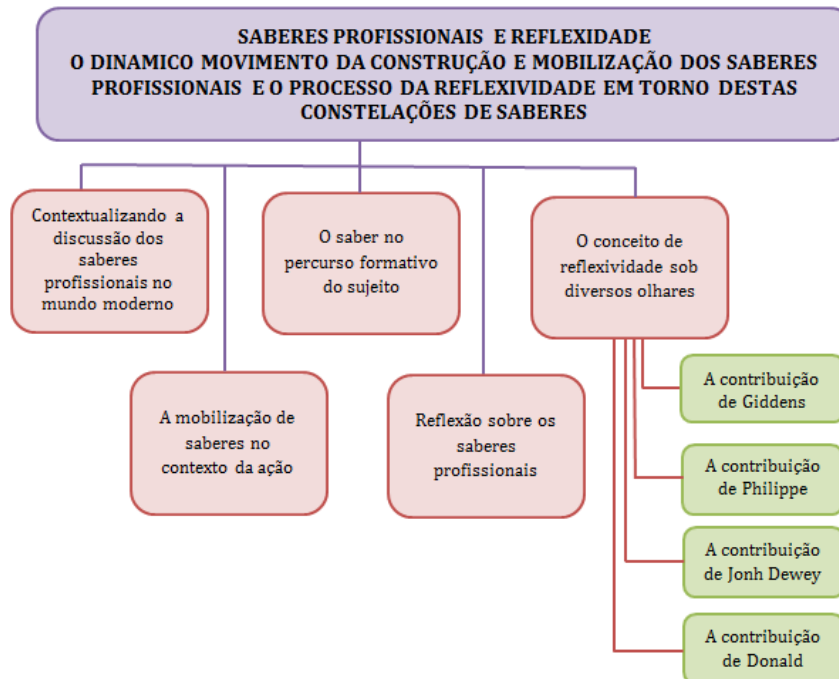 SABERES PROFISSIONAIS E REFLEXIDADE
O DINAMICO MOVIMENTO DA CONSTRUÇÃO E MOBILIZAÇÃO DOS SABERES
PROFISSIONAIS E O PROCESSO DA REFLEXIVIDADE EM TORNO DESTAS
CONSTELAÇÕES DE SABERES
Contextualizando a
discussão dos
saberes
profissionais no
mundo moderno
O saber no
percurso formativo
do sujeito
O conceito de
reflexividade sob
diversos olhares
A mobilização de
saberes no
contexto da ação
Reflexão sobre os
saberes
profissionais
A contribuição
de Giddens
A contribuição
de Philippe
A contribuição
de Jonh Dewey
A contribuição
de Donald